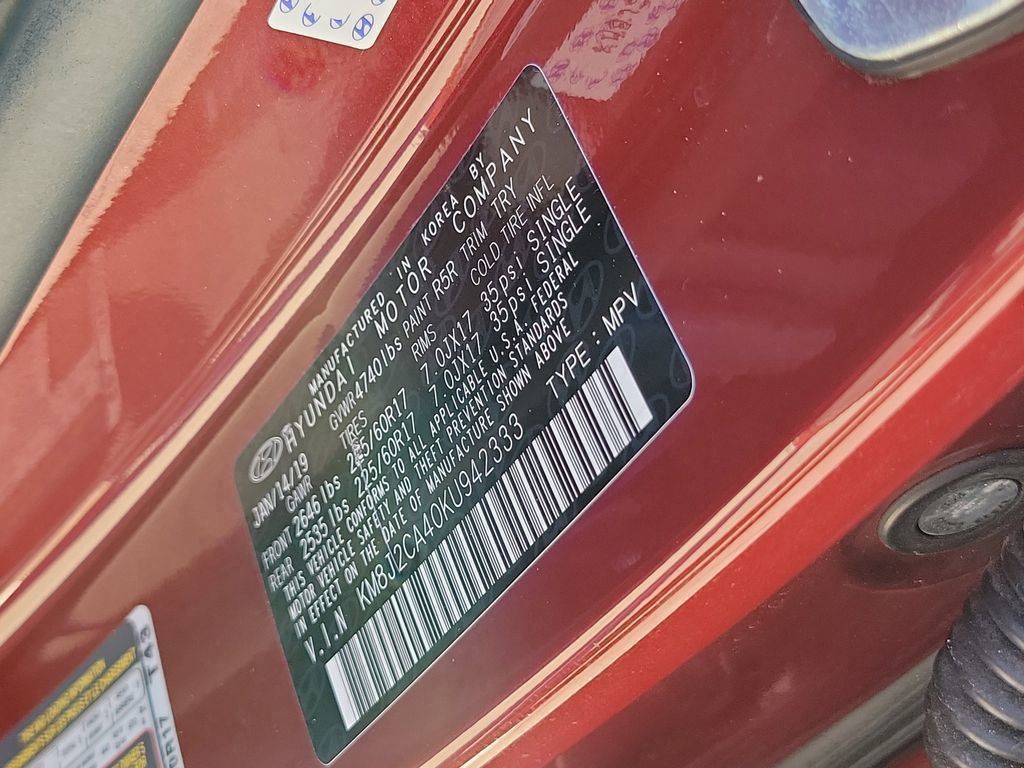 MANUFACTURED IN KOREA BY
HYUNDAI MOTOR COMPANY
JAN/14/19 GVWR 4740lbs PAINT R5R TRIM TRY
GAWR TIRES RIMS COLD TIRE INFL
FRONT 2646 lbs 225/60R17 7.0JX17 35psi SINGLE
REAR 2535 lbs 225/60R17 7.0JX17 35psi SINGLE
THIS VEHICLE CONFORMS TO ALL APPLICABLE U.S.A. FEDERAL
MOTOR VEHICLE SAFETY AND THEFT PREVENTION STANDARDS
IN EFFECT ON THE DATE OF MANUFACTURE SHOWN ABOVE
V.I.N KM8J2CA40KU942333 TYPE : MPV
T A43